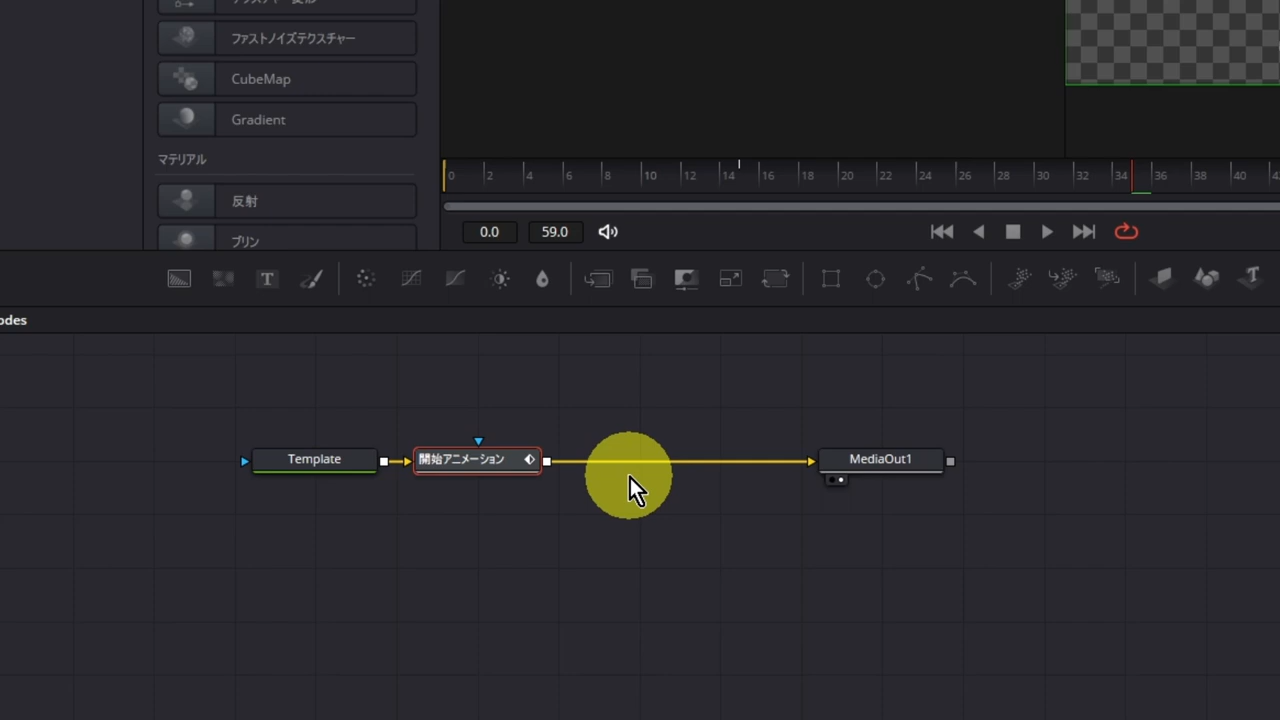 ファストノイズテクスチャー
CubeMap
Gradient
マテリアル
反射
ブリン
0 2 4 6 8 10 12 14 16 18 20 22 24 26 28 30 32 34 36 38 40
0.0 59.0
T
T
odes
Template
開始アニメーション
MediaOut1